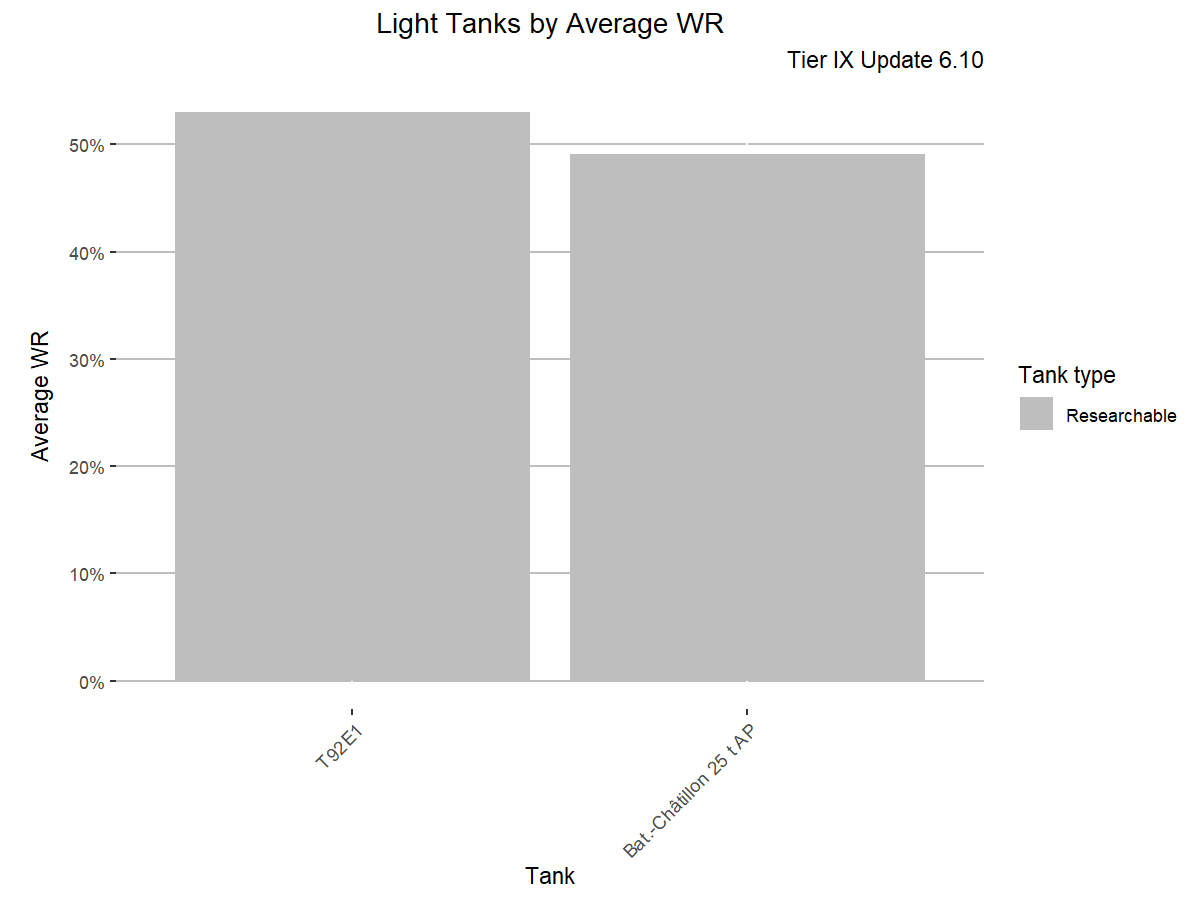 Light Tanks by Average WR
Tier IX Update 6.10
Average WR
50%
40%
30%
20%
10%
0%
T92E1
Bat.-Châtillon 25 t AP
Tank
Tank type
Researchable